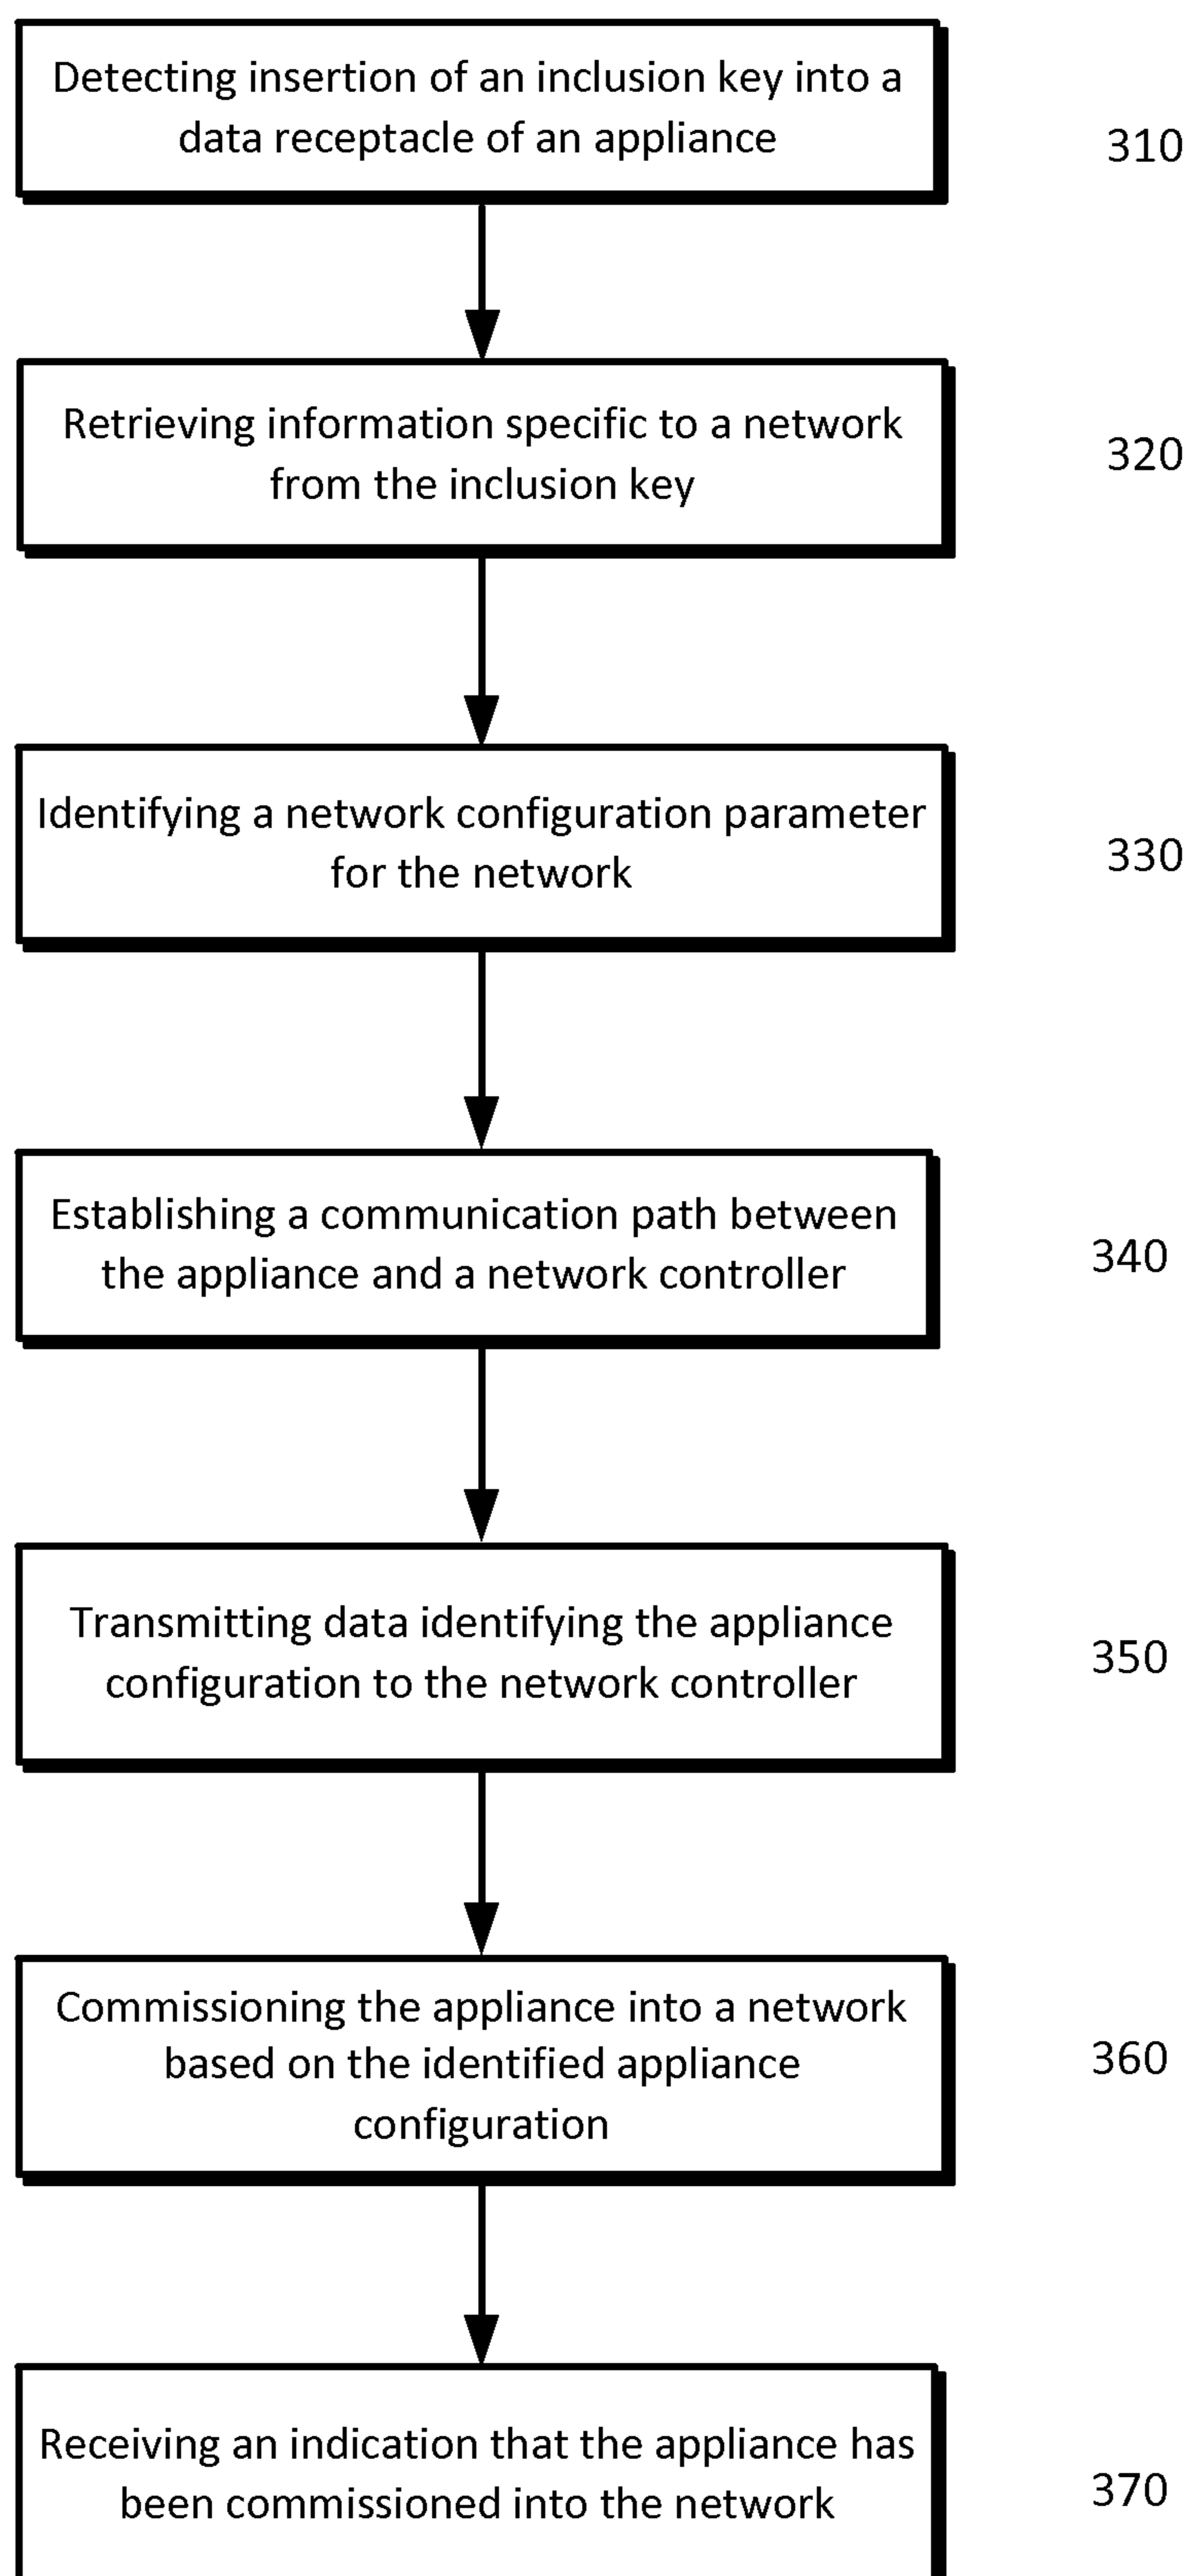 Detecting insertion of an inclusion key into a
data receptacle of an appliance
310
Retrieving information specific to a network
from the inclusion key
320
Identifying a network configuration parameter
for the network
330
Establishing a communication path between
the appliance and a network controller
340
Transmitting data identifying the appliance
configuration to the network controller
350
Commissioning the appliance into a network
based on the identified appliance
configuration
360
Receiving an indication that the appliance has
been commissioned into the network
370